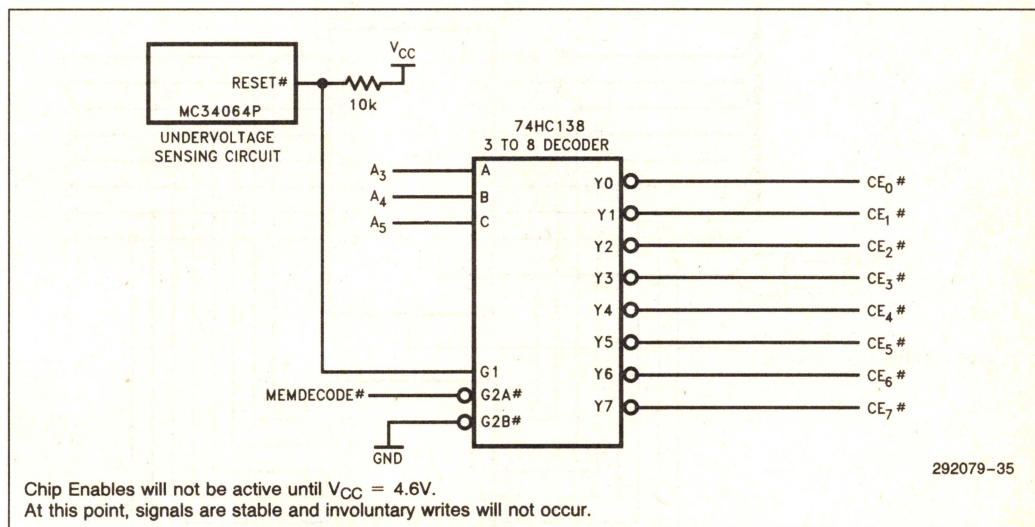 V_CC
RESET#
10k
MC34064P
UNDERVOLTAGE
SENSING CIRCUIT
74HC138
3 TO 8 DECODER
A₃ A Y0 CE₀#
A₄ B Y1 CE₁#
A₅ C Y2 CE₂#
Y3 CE₃#
Y4 CE₄#
Y5 CE₅#
G1 Y6 CE₆#
MEMDECODE# G2A# Y7 CE₇#
G2B#
GND
292079-35
Chip Enables will not be active until V_CC = 4.6V.
At this point, signals are stable and involuntary writes will not occur.